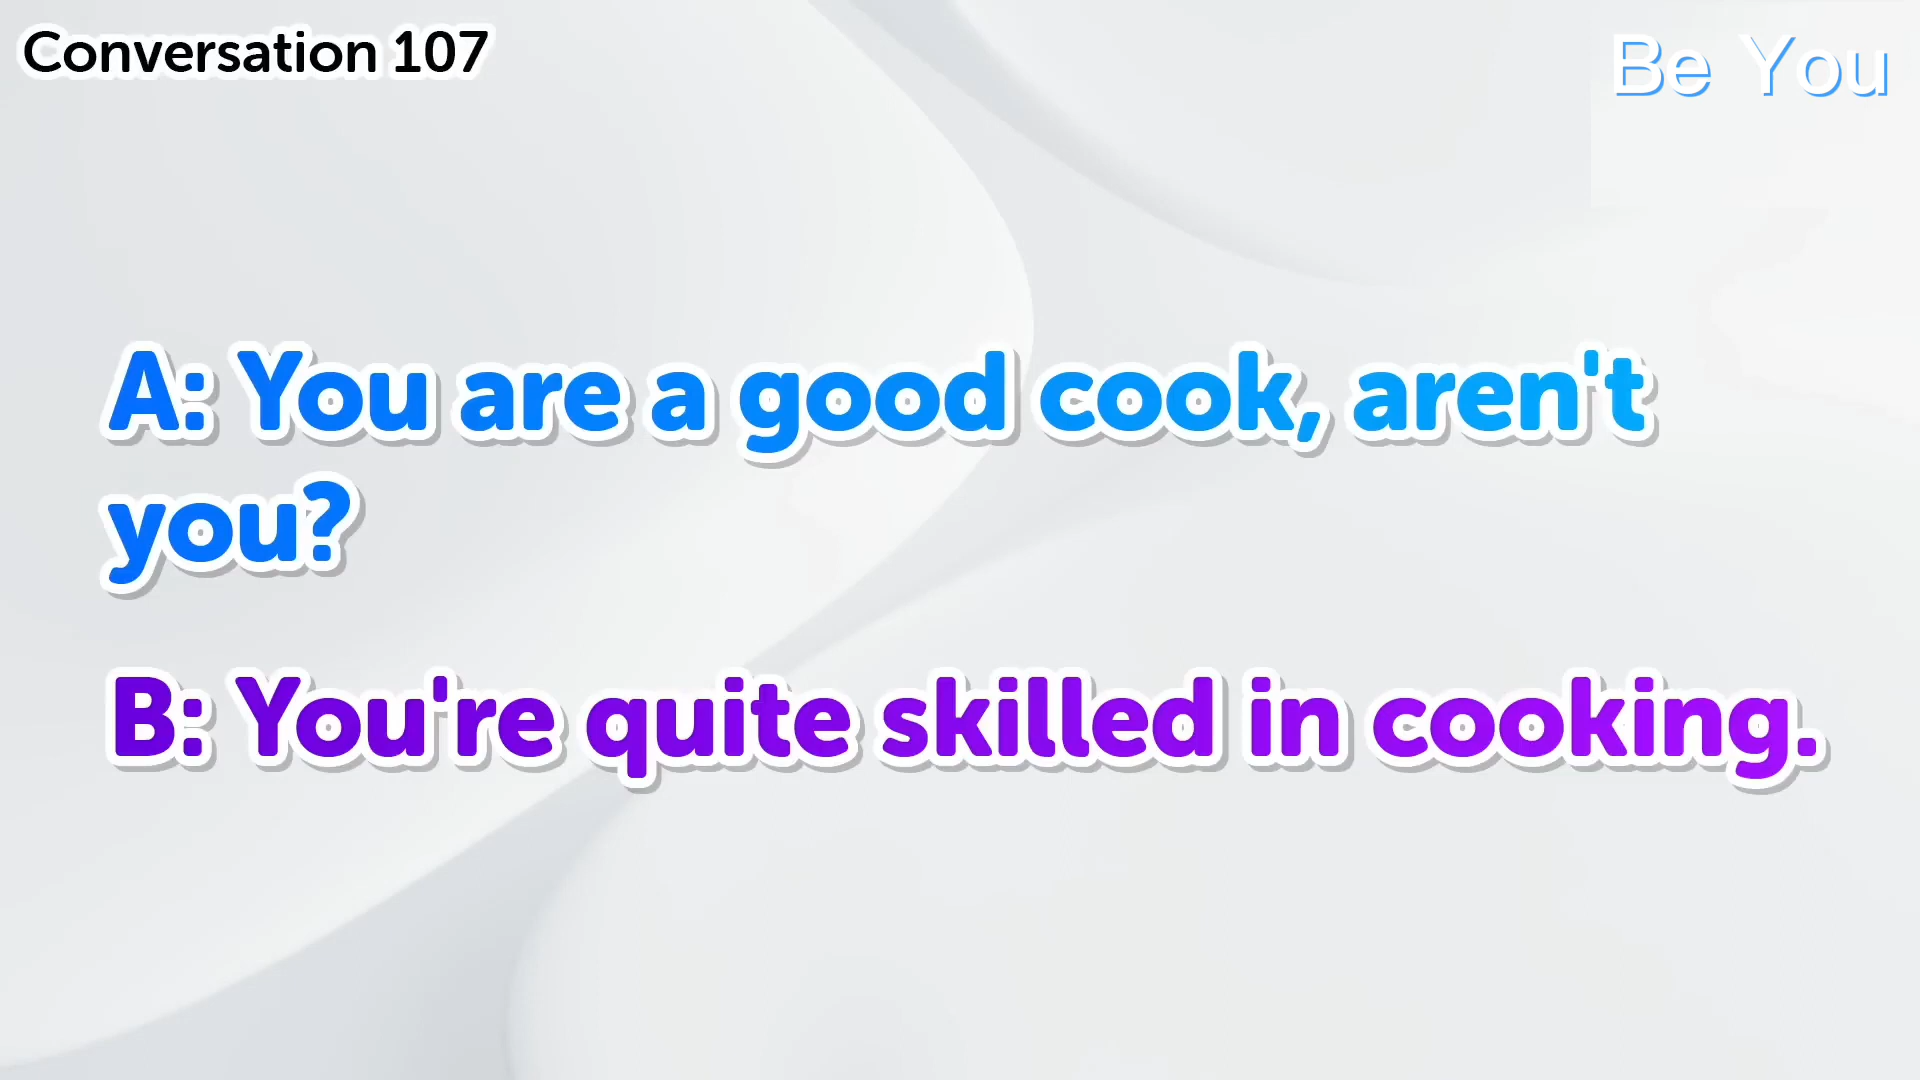 Conversation 107
Be You
A: You are a good cook, aren't
you?
B: You're quite skilled in cooking.